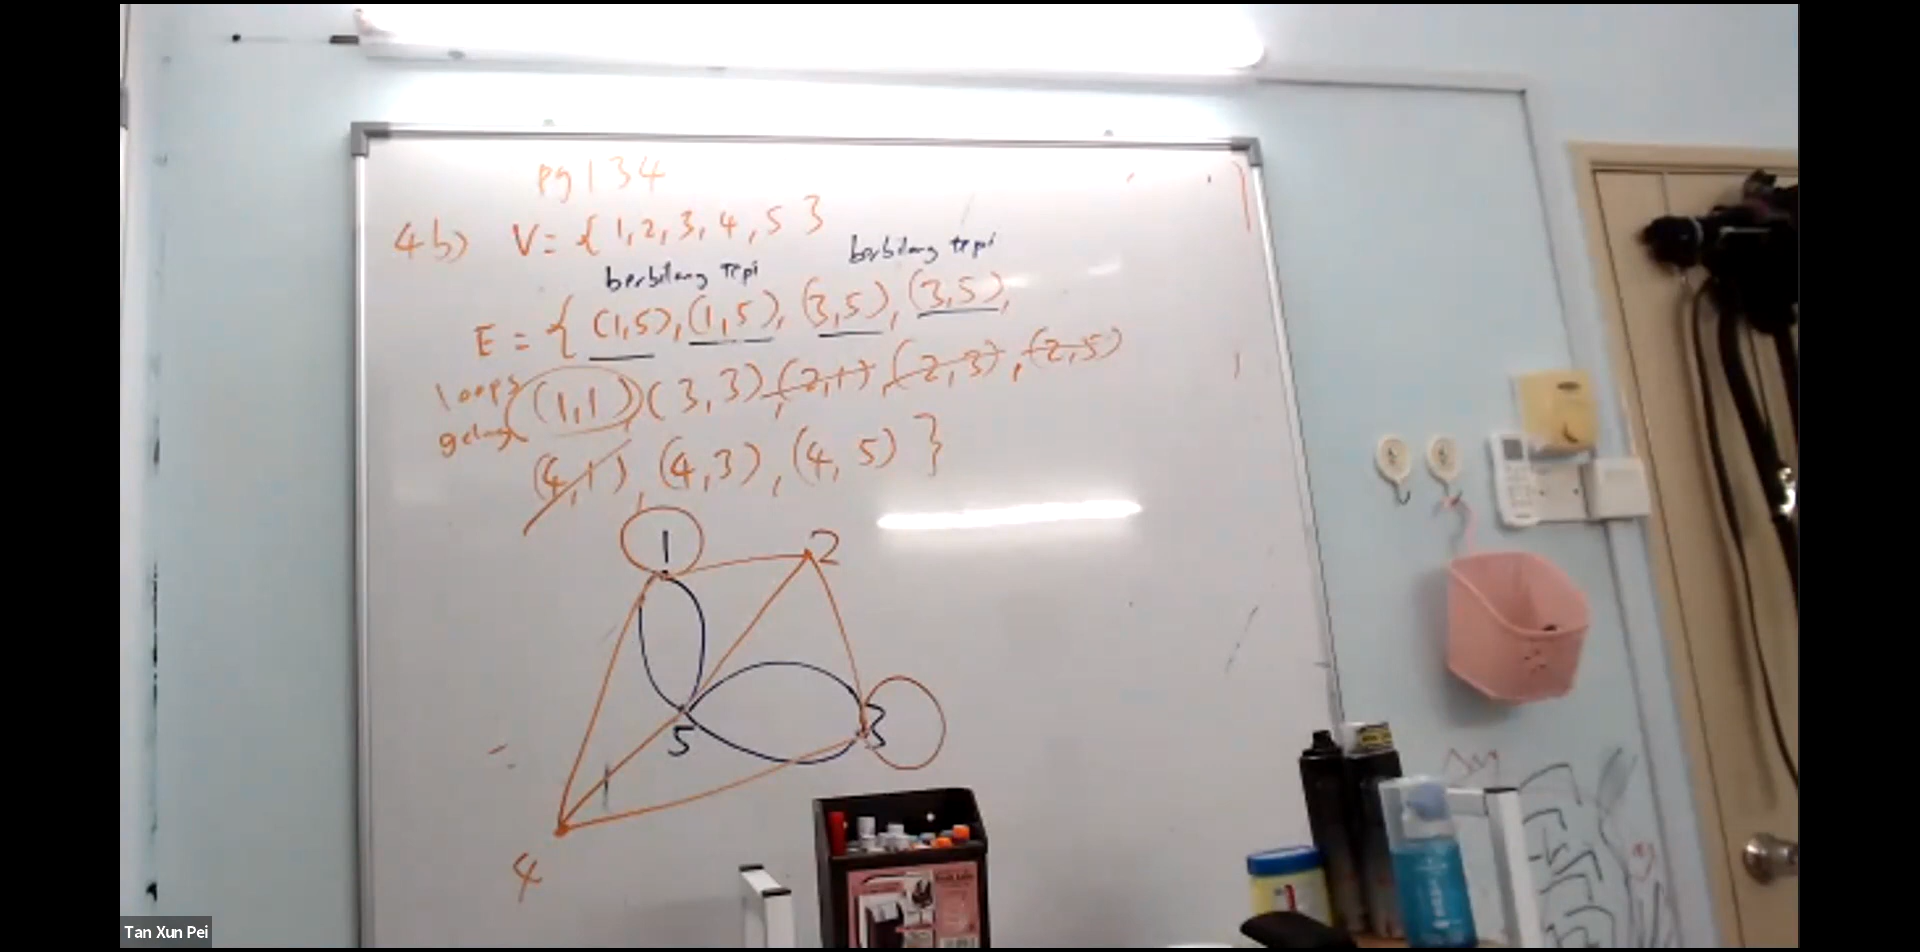 pg 134
4b) V = { 1, 2, 3, 4, 5 }
berbilang tepi berbilang tepi
E = { (1,5), (1,5), (3,5), (3,5),
loops (1,1) (3,3), (2,1), (2,3), (2,5)
gelung
(4,1), (4,3), (4,5) }
1 2
5 3
4
Tan Xun Pei